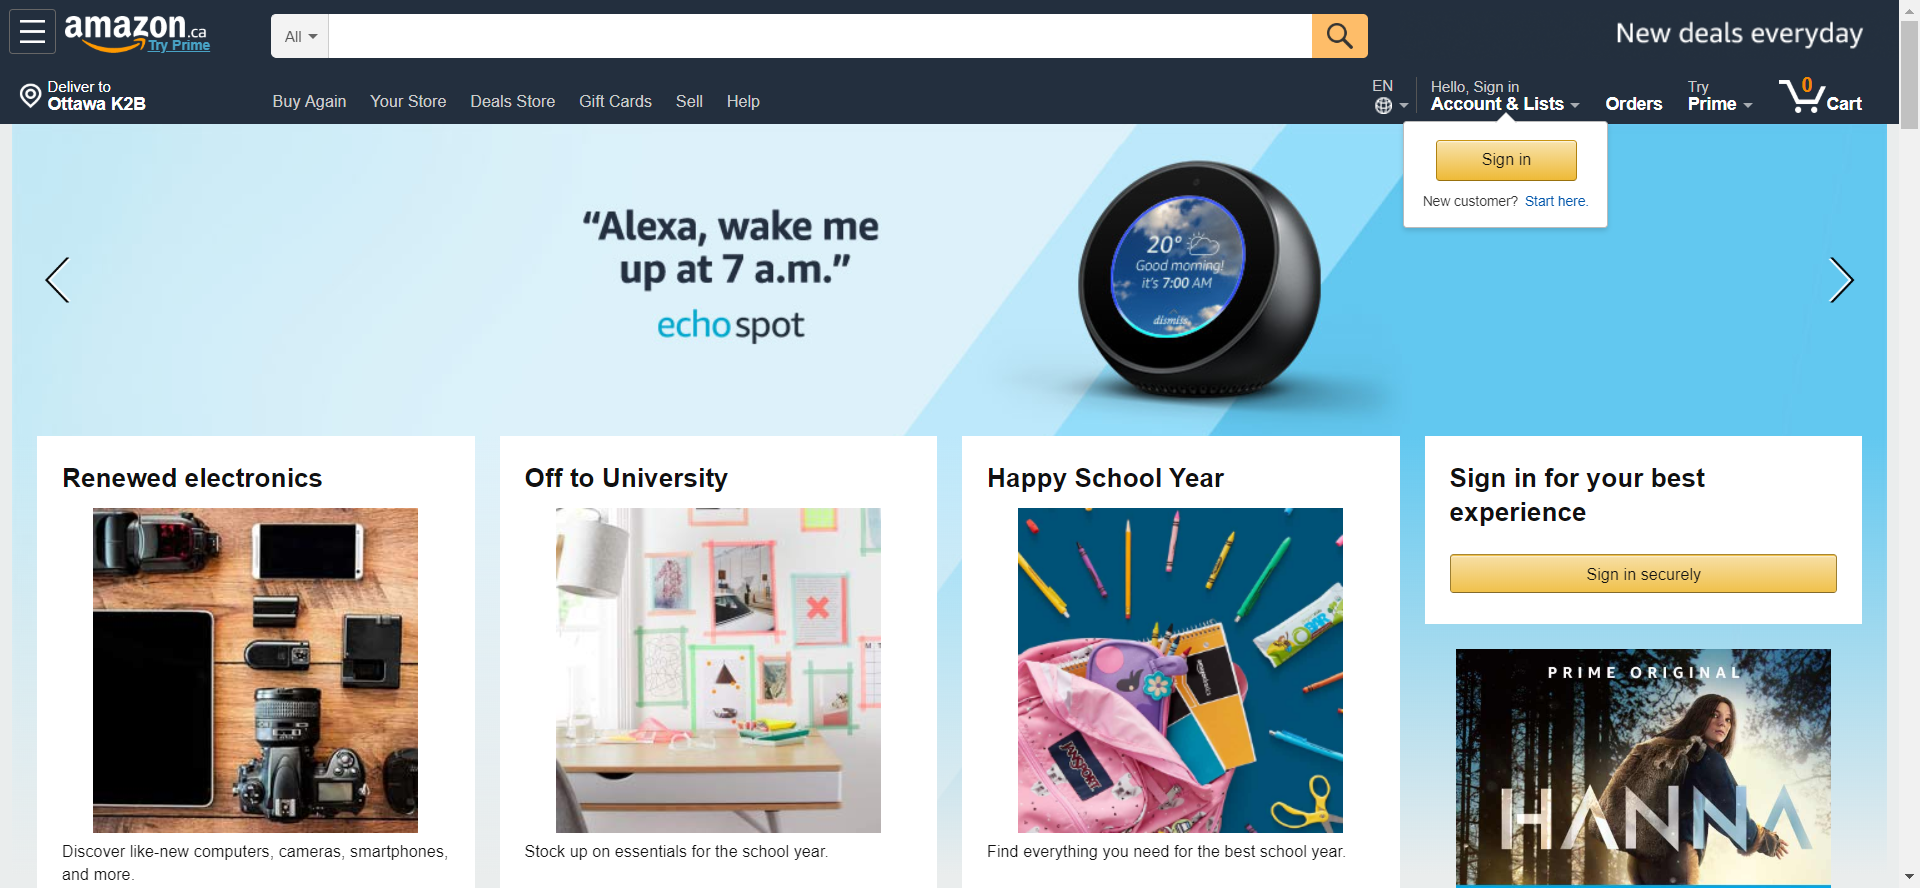 amazon.ca
Try Prime
All
New deals everyday
Deliver to
Ottawa K2B
Buy Again
Your Store
Deals Store
Gift Cards
Sell
Help
EN
Hello, Sign in
Account & Lists
Orders
Try
Prime
0
Cart
Sign in
New customer? Start here.
“Alexa, wake me
up at 7 a.m.”
echo spot
20°
Good morning!
it's 7:00 AM
dismiss
Renewed electronics
Off to University
Happy School Year
Sign in for your best
experience
Sign in securely
M T
JANSPORT
PRIME ORIGINAL
HANNA
Discover like-new computers, cameras, smartphones,
and more.
Stock up on essentials for the school year.
Find everything you need for the best school year.